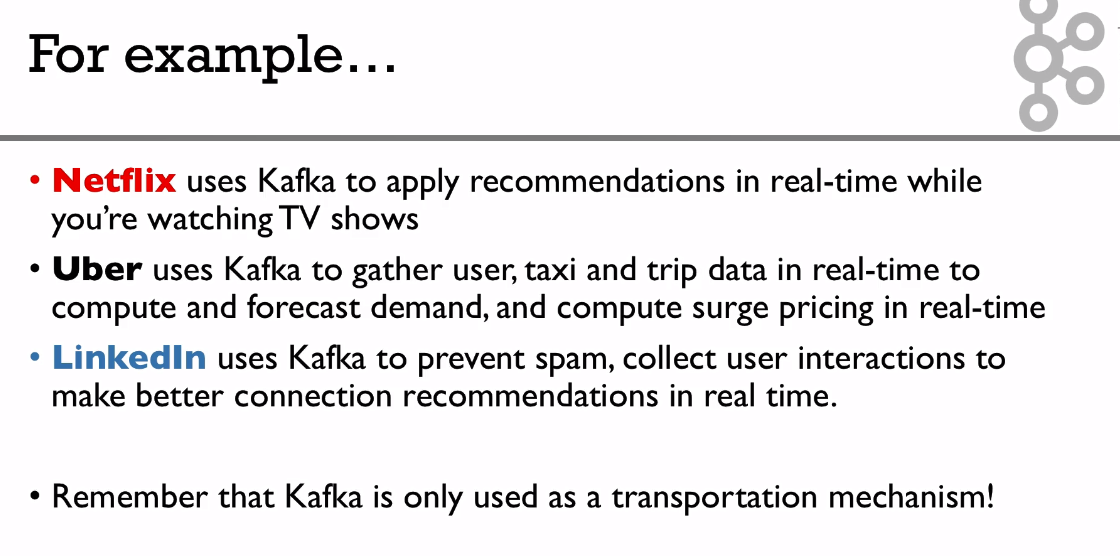 For example…
• Netflix uses Kafka to apply recommendations in real-time while
you’re watching TV shows
• Uber uses Kafka to gather user, taxi and trip data in real-time to
compute and forecast demand, and compute surge pricing in real-time
• LinkedIn uses Kafka to prevent spam, collect user interactions to
make better connection recommendations in real time.
• Remember that Kafka is only used as a transportation mechanism!